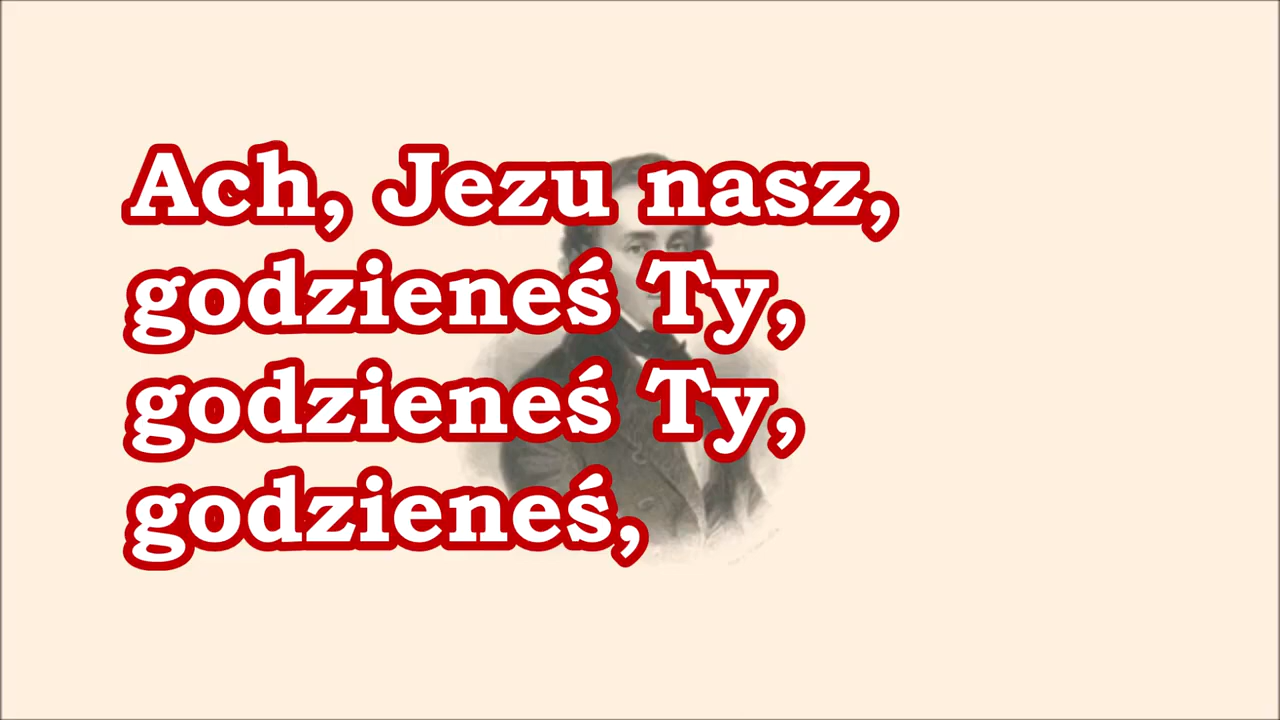 Ach, Jezu nasz,
godzieneś Ty,
godzieneś Ty,
godzieneś,